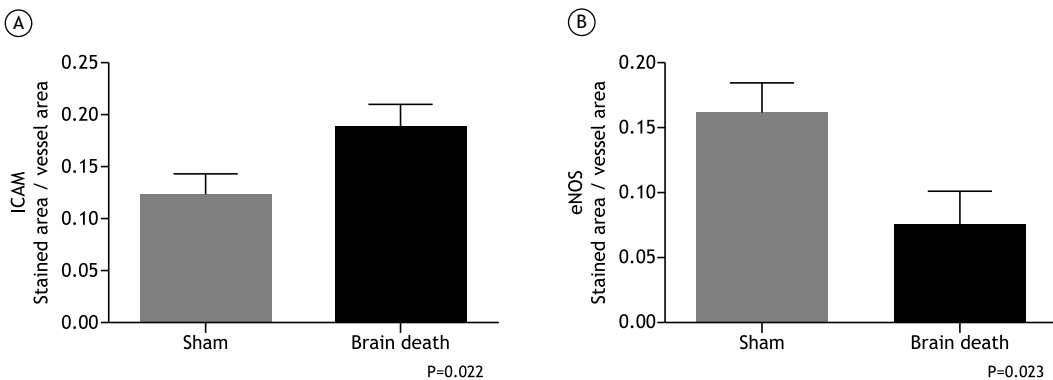 A
ICAM
Stained area / vessel area
0.25
0.20
0.15
0.10
0.05
0.00
Sham
Brain death
P=0.022
B
eNOS
Stained area / vessel area
0.20
0.15
0.10
0.05
0.00
Sham
Brain death
P=0.023